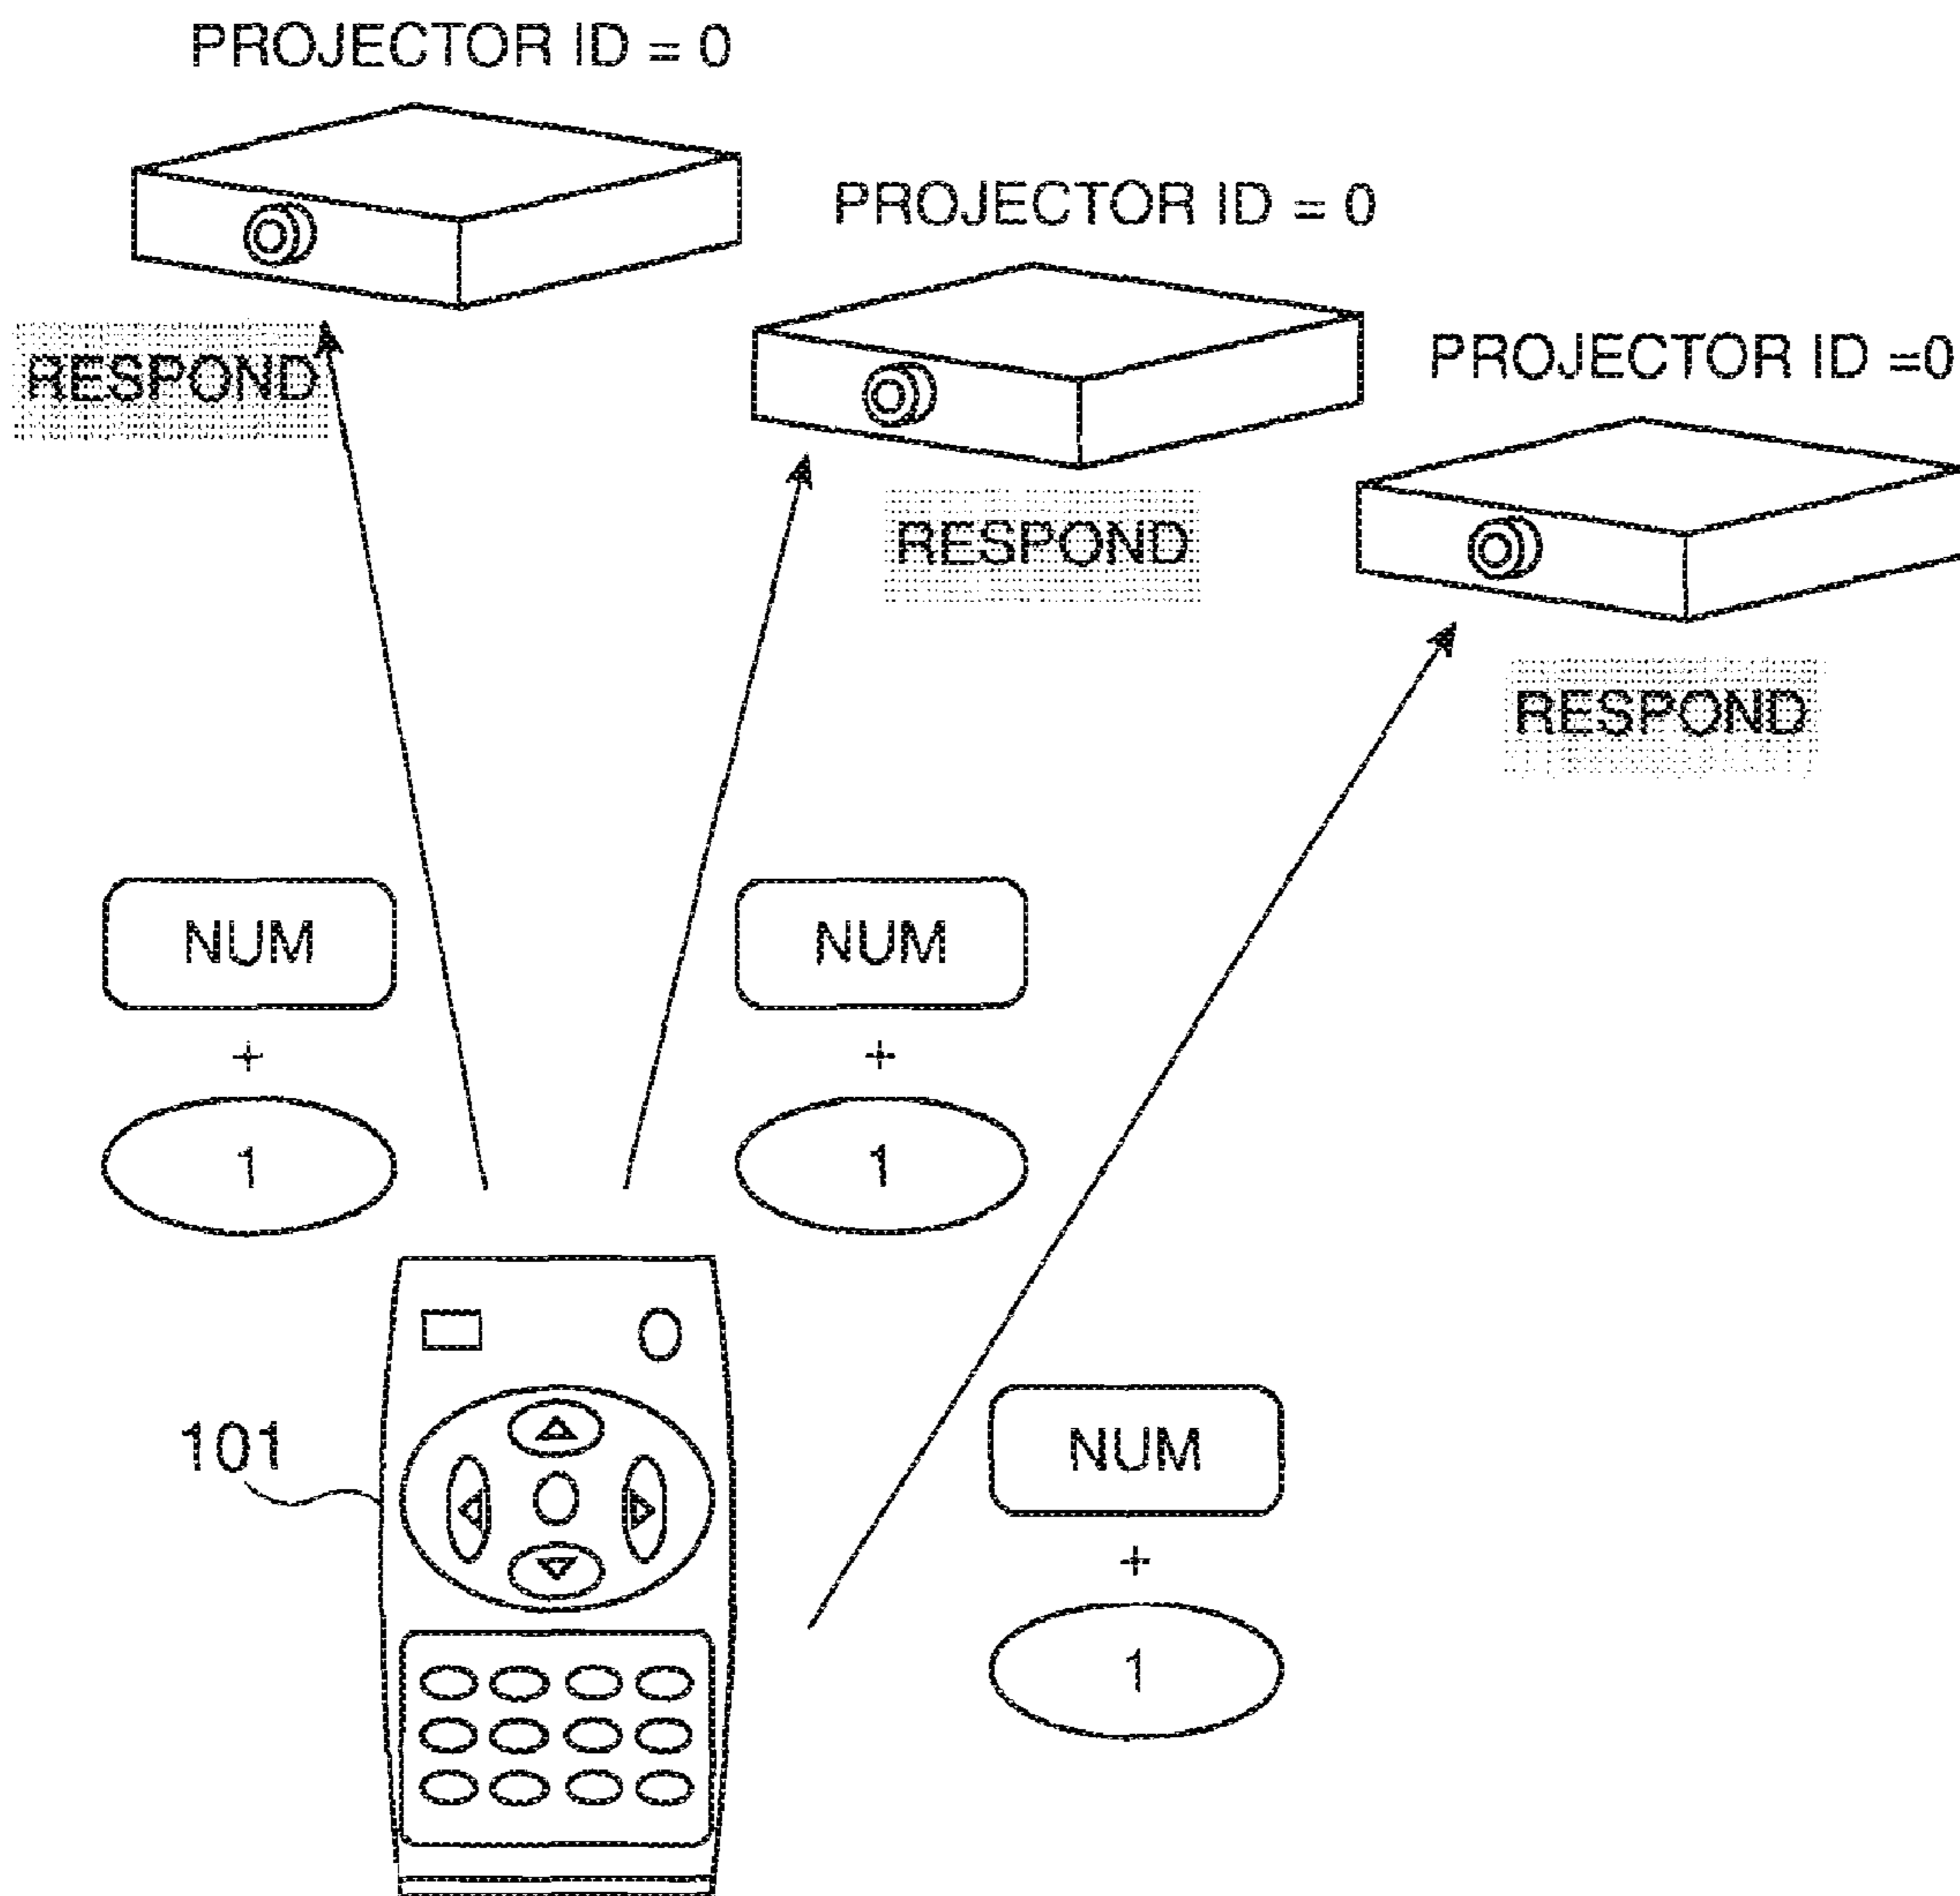 PROJECTOR ID = 0
PROJECTOR ID = 0
PROJECTOR ID =0
RESPOND
RESPOND
RESPOND
NUM
+
1
NUM
+
1
101
NUM
+
1